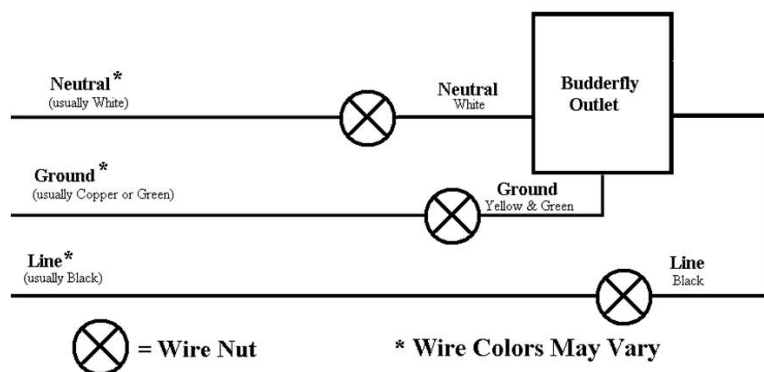 Neutral*
(usually White)
Neutral
White
Budderfly
Outlet
Ground*
(usually Copper or Green)
Ground
Yellow & Green
Line*
(usually Black)
Line
Black
= Wire Nut
* Wire Colors May Vary